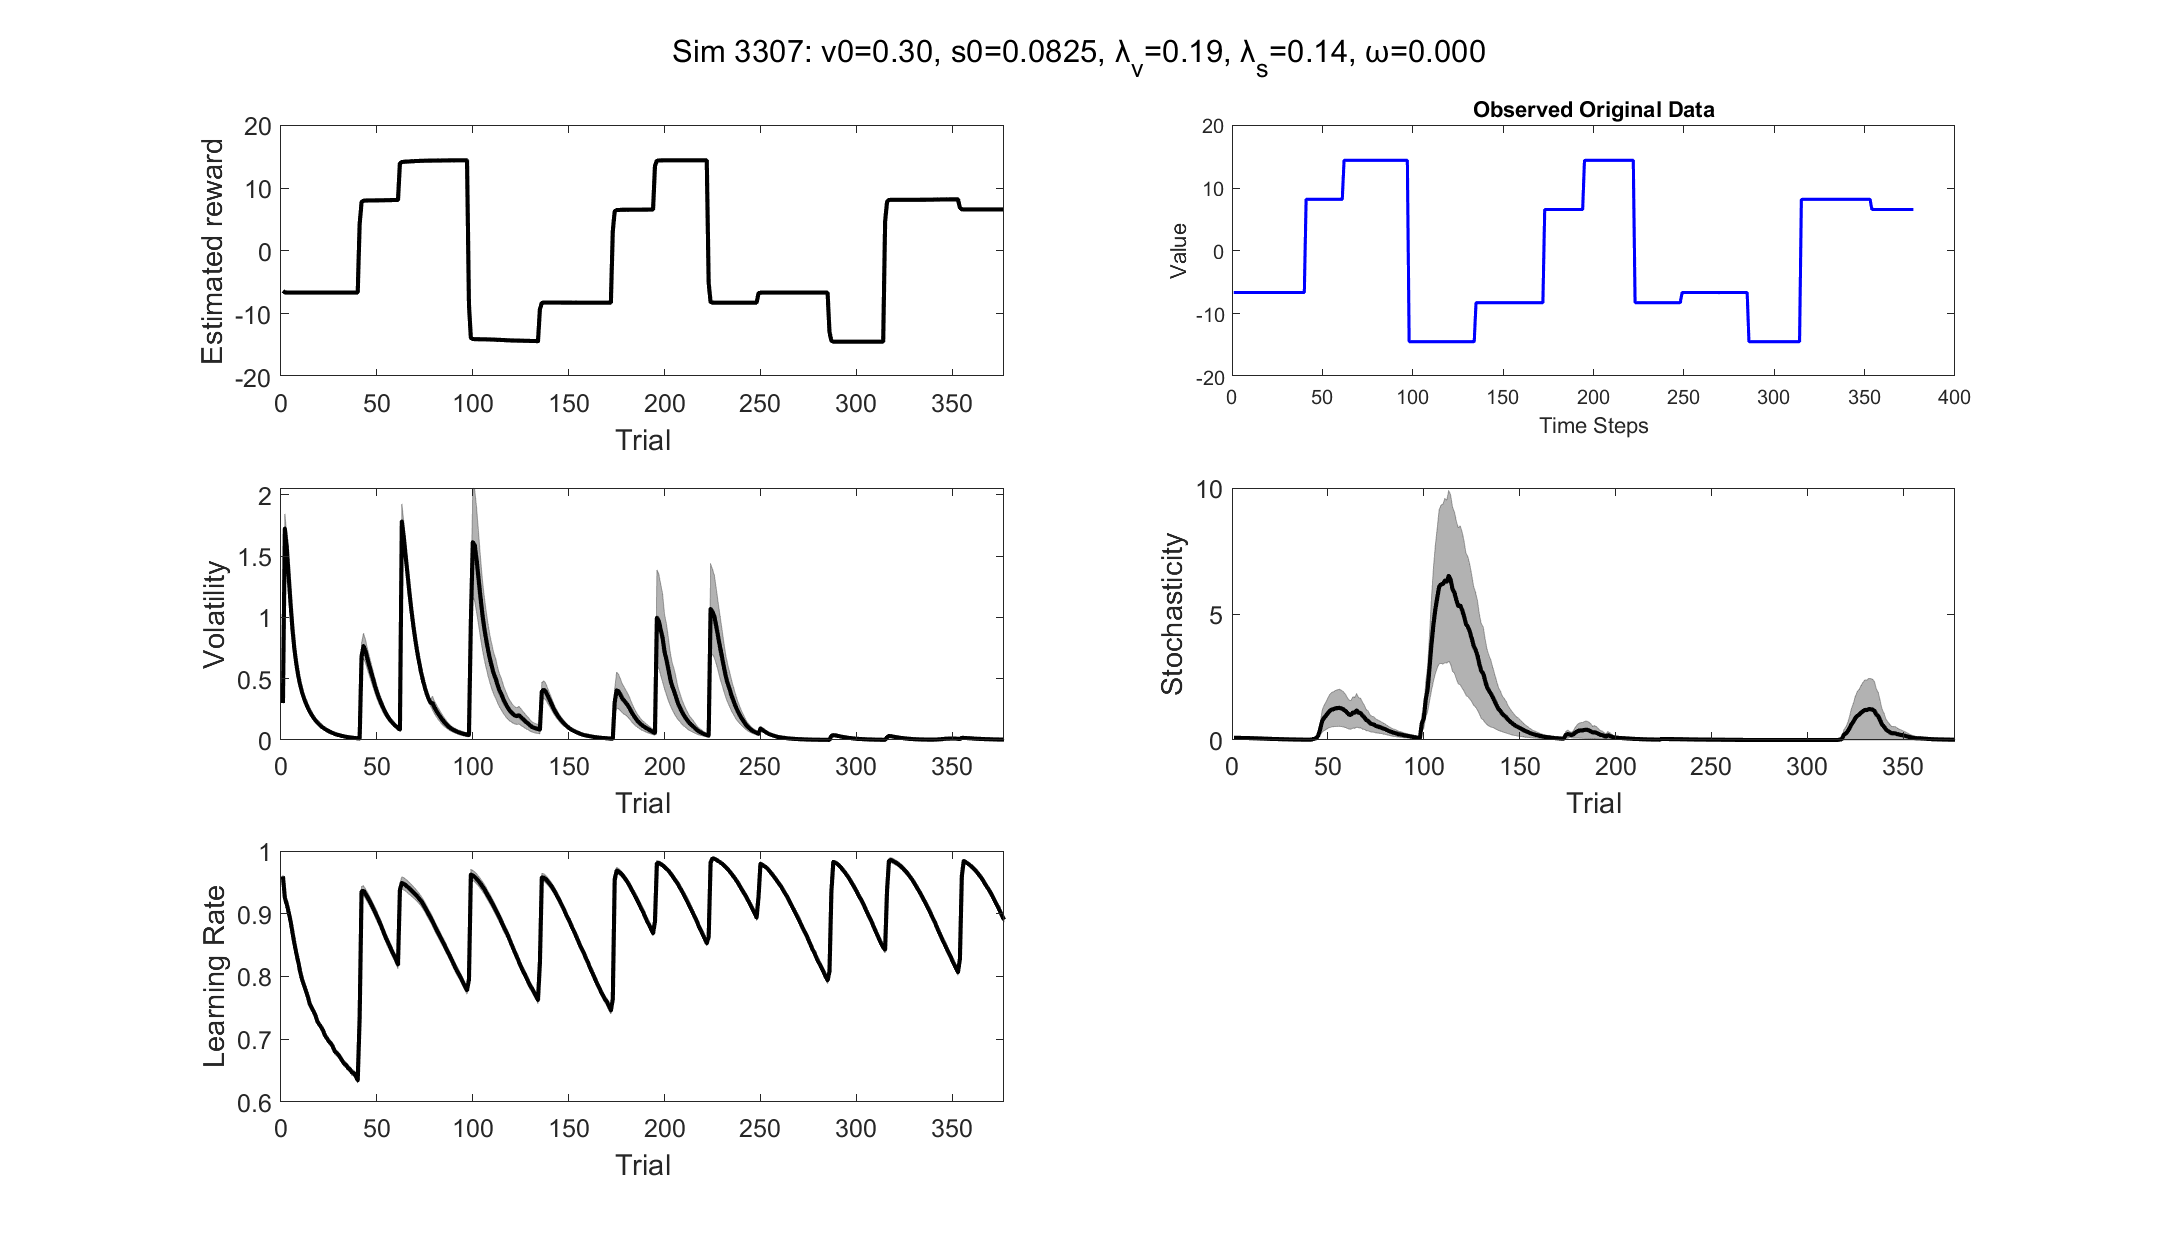 Sim 3307: v0=0.30, s0=0.0825, λ_v=0.19, λ_s=0.14, ω=0.000
Estimated reward
20
10
0
-10
-20
0 50 100 150 200 250 300 350
Trial
Observed Original Data
Value
20
10
0
-10
-20
0 50 100 150 200 250 300 350 400
Time Steps
Volatility
2
1.5
1
0.5
0
0 50 100 150 200 250 300 350
Trial
Stochasticity
10
5
0
0 50 100 150 200 250 300 350
Trial
Learning Rate
1
0.9
0.8
0.7
0.6
0 50 100 150 200 250 300 350
Trial